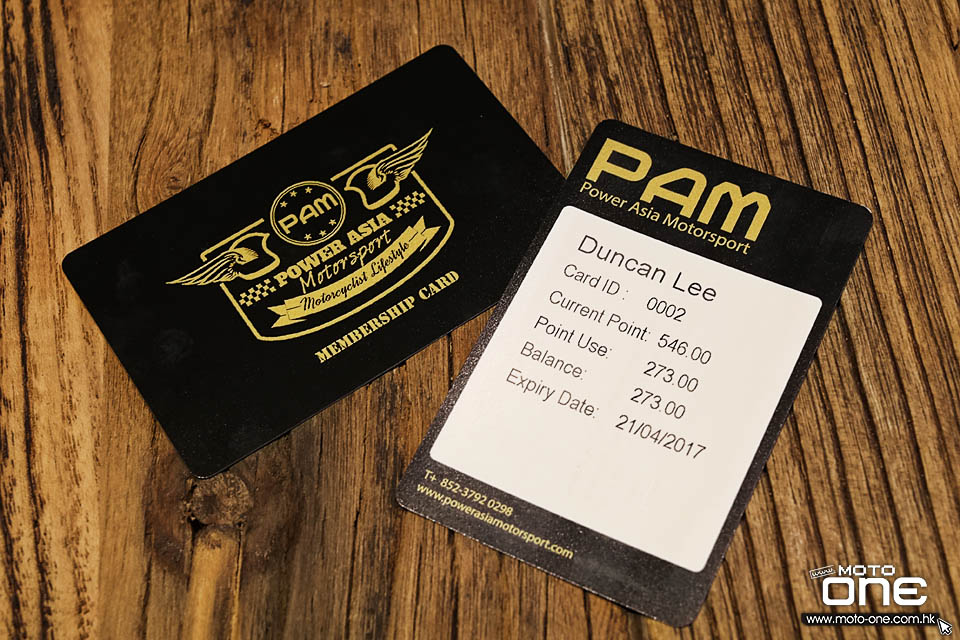 PAM
POWER ASIA
Motorsport
Motorcyclist Lifestyle
MEMBERSHIP CARD
PAM
Power Asia Motorsport
Duncan Lee
Card ID : 0002
Current Point: 546.00
Point Use: 273.00
Balance: 273.00
Expiry Date: 21/04/2017
T+ 852-3792 0298
www.powerasiamotorsport.com
www MOTO
ONE
www.moto-one.com.hk